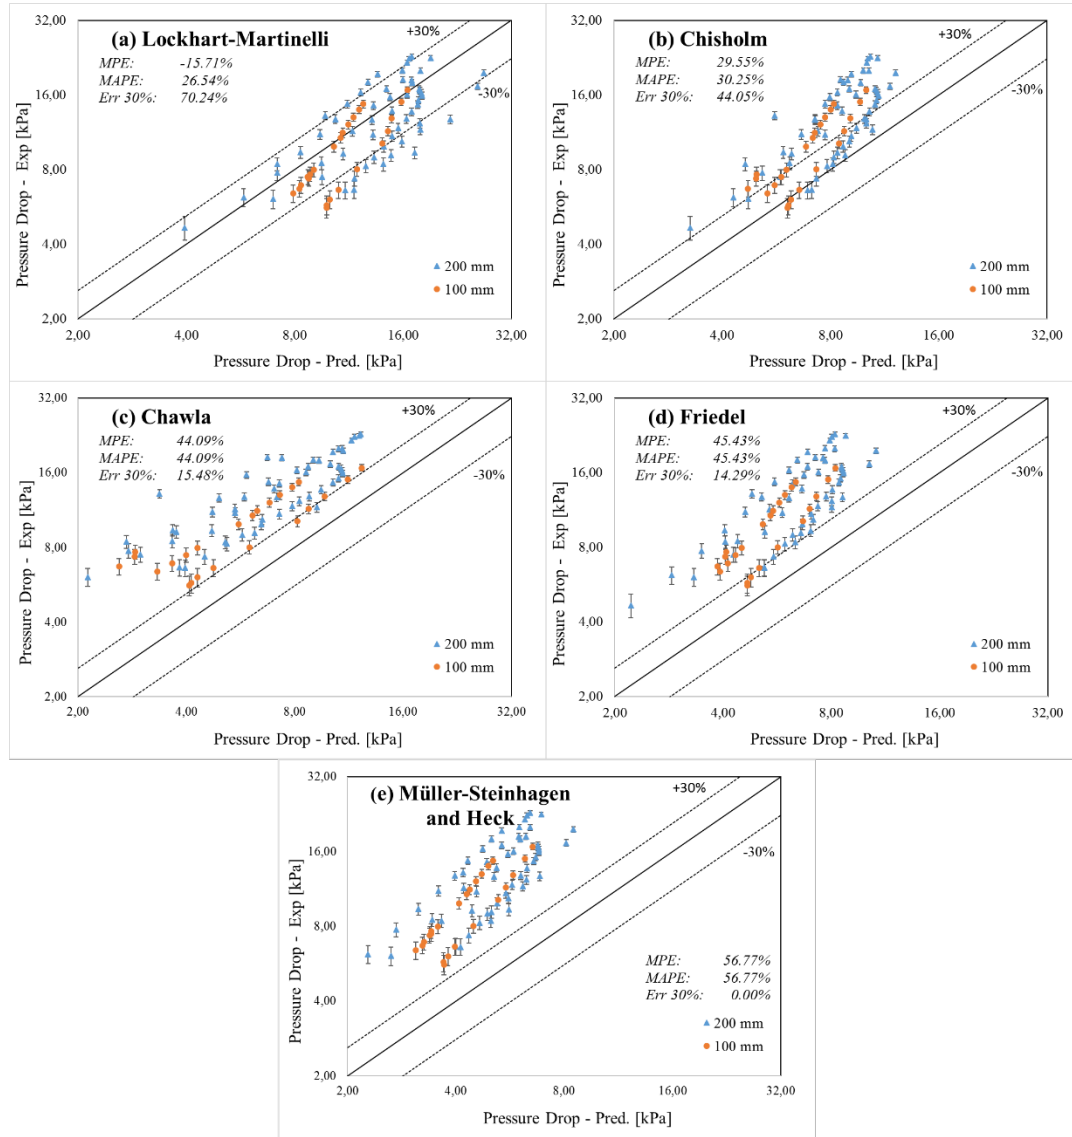 (a) Lockhart-Martinelli
MPE: -15.71%
MAPE: 26.54%
Err 30%: 70.24%
+30%
-30%
32,00
16,00
8,00
4,00
2,00
Pressure Drop - Exp [kPa]
200 mm
100 mm
2,00 4,00 8,00 16,00 32,00
Pressure Drop - Pred. [kPa]
(b) Chisholm
MPE: 29.55%
MAPE: 30.25%
Err 30%: 44.05%
+30%
-30%
32,00
16,00
8,00
4,00
2,00
Pressure Drop - Exp [kPa]
200 mm
100 mm
2,00 4,00 8,00 16,00 32,00
Pressure Drop - Pred. [kPa]
(c) Chawla
MPE: 44.09%
MAPE: 44.09%
Err 30%: 15.48%
+30%
-30%
32,00
16,00
8,00
4,00
2,00
Pressure Drop - Exp [kPa]
200 mm
100 mm
2,00 4,00 8,00 16,00 32,00
Pressure Drop - Pred. [kPa]
(d) Friedel
MPE: 45.43%
MAPE: 45.43%
Err 30%: 14.29%
+30%
-30%
32,00
16,00
8,00
4,00
2,00
Pressure Drop - Exp [kPa]
200 mm
100 mm
2,00 4,00 8,00 16,00 32,00
Pressure Drop - Pred. [kPa]
(e) Müller-Steinhagen
and Heck
+30%
-30%
32,00
16,00
8,00
4,00
2,00
Pressure Drop - Exp [kPa]
MPE: 56.77%
MAPE: 56.77%
Err 30%: 0.00%
200 mm
100 mm
2,00 4,00 8,00 16,00 32,00
Pressure Drop - Pred. [kPa]